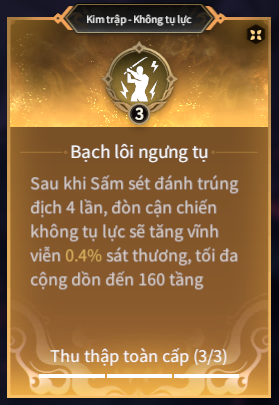 Kim trập - Không tụ lực
3
Bạch lôi ngưng tụ
Sau khi Sấm sét đánh trúng
địch 4 lần, đòn cận chiến
không tụ lực sẽ tăng vĩnh
viễn 0.4% sát thương, tối đa
cộng dồn đến 160 tầng
Thu thập toàn cấp (3/3)